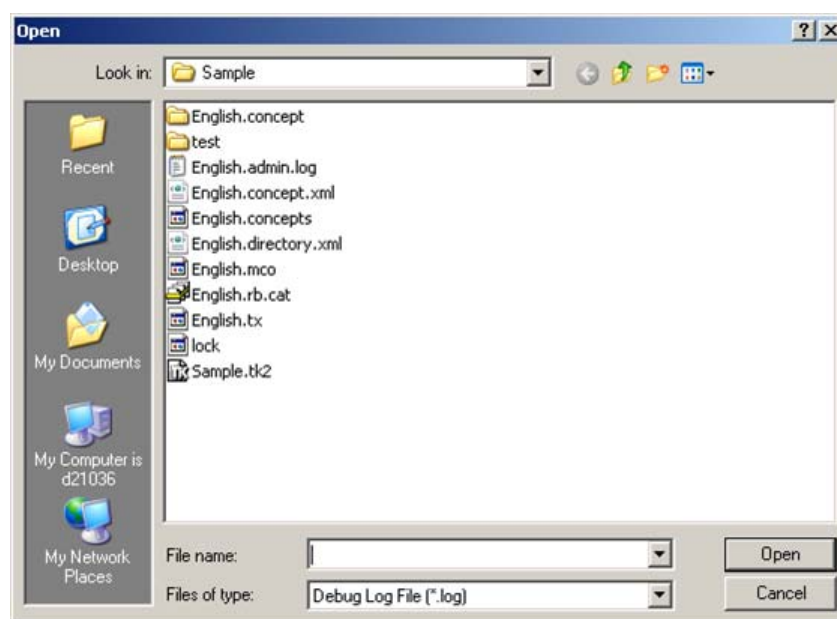 Open
Look in:
Sample
Recent
Desktop
My Documents
My Computer is
d21036
My Network
Places
English.concept
test
English.admin.log
English.concept.xml
English.concepts
English.directory.xml
English.mco
English.rb.cat
English.tx
lock
Sample.tk2
File name:
Open
Files of type:
Debug Log File (*.log)
Cancel